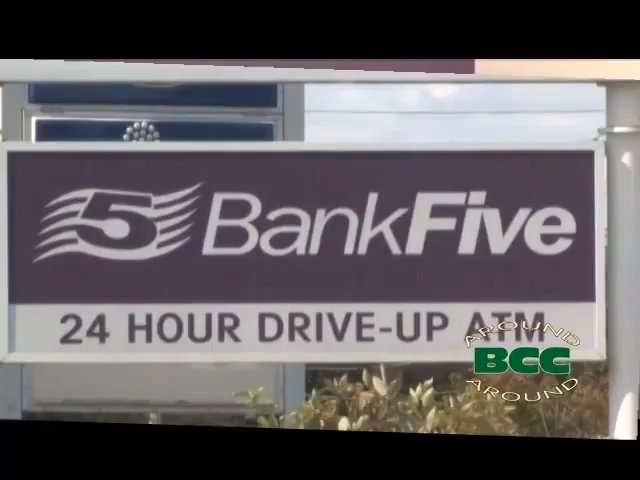 5 BankFive
24 HOUR DRIVE-UP ATM
AROUND
BCC
AROUND